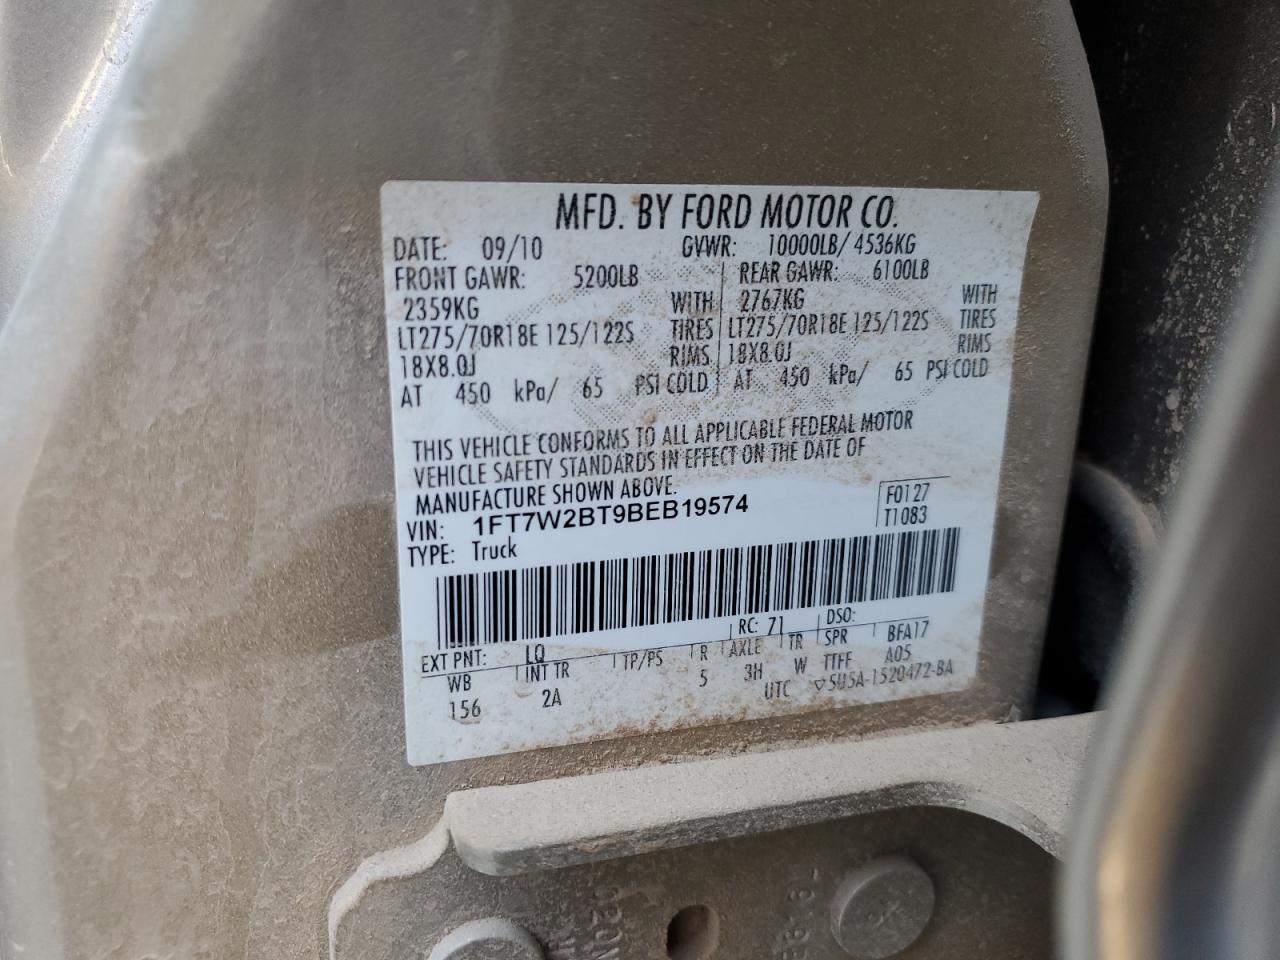 MFD. BY FORD MOTOR CO.
DATE: 09/10 GVWR: 10000LB/ 4536KG
FRONT GAWR: 5200LB REAR GAWR: 6100LB
2359KG WITH 2767KG WITH
LT275/70R18E 125/122S TIRES LT275/70R18E 125/122S TIRES
18X8.0J RIMS 18X8.0J RIMS
AT 450 kPa/ 65 PSI COLD AT 450 kPa/ 65 PSI COLD
THIS VEHICLE CONFORMS TO ALL APPLICABLE FEDERAL MOTOR
VEHICLE SAFETY STANDARDS IN EFFECT ON THE DATE OF
MANUFACTURE SHOWN ABOVE.
VIN: 1FT7W2BT9BEB19574 F0127
TYPE: Truck T1083
EXT PNT: LQ RC: 71 DSO:
WB INT TR TP/PS R AXLE TR SPR BFA17
156 2A 5 3H W TTFF A05
UTC ▽5U5A-1520472-BA